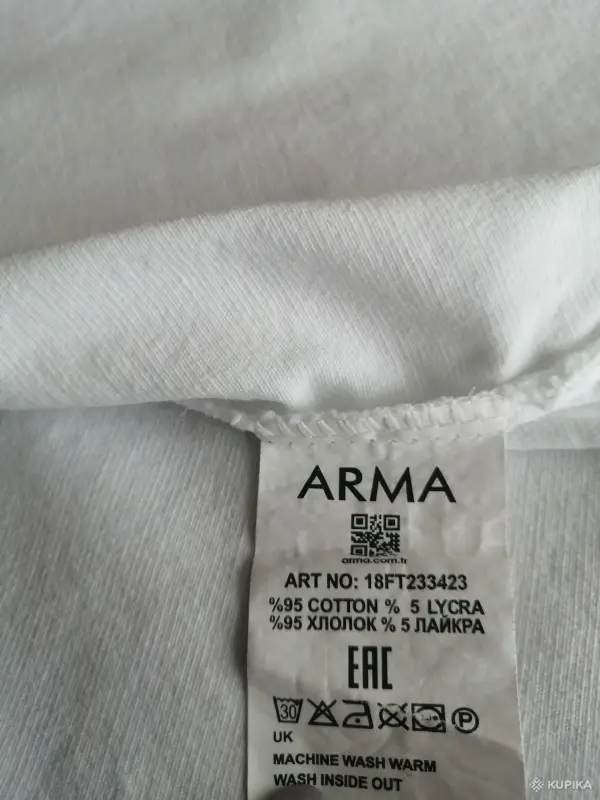 ARMA
arma.com.tr
ART NO: 18FT233423
%95 COTTON % 5 LYCRA
%95 ХЛОЛОК % 5 ЛАЙКРА
EAC
30
P
UK
MACHINE WASH WARM
WASH INSIDE OUT
KUPIKA